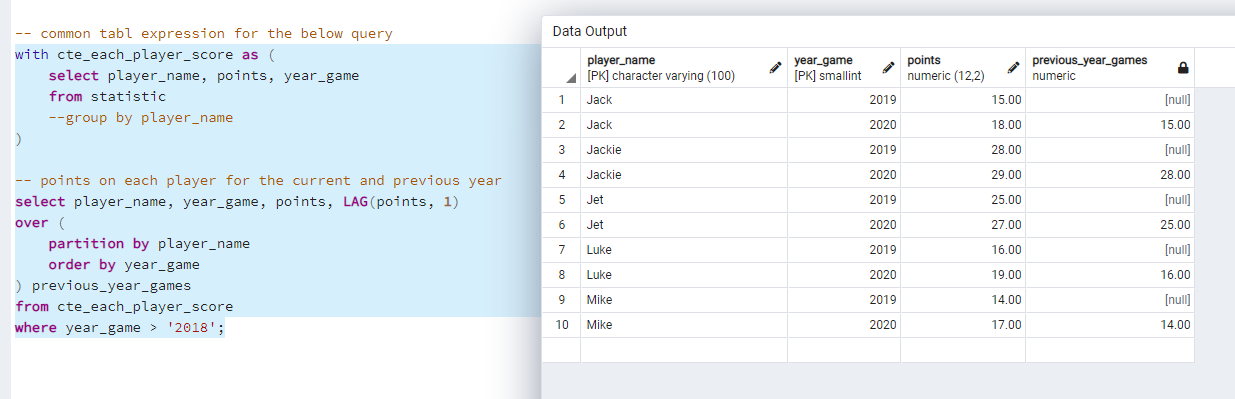 -- common tabl expression for the below query
with cte_each_player_score as (
select player_name, points, year_game
from statistic
--group by player_name
)
-- points on each player for the current and previous year
select player_name, year_game, points, LAG(points, 1)
over (
partition by player_name
order by year_game
) previous_year_games
from cte_each_player_score
where year_game > '2018';
Data Output
player_name year_game points previous_year_games
[PK] character varying (100) [PK] smallint numeric (12,2) numeric
1 Jack 2019 15.00 [null]
2 Jack 2020 18.00 15.00
3 Jackie 2019 28.00 [null]
4 Jackie 2020 29.00 28.00
5 Jet 2019 25.00 [null]
6 Jet 2020 27.00 25.00
7 Luke 2019 16.00 [null]
8 Luke 2020 19.00 16.00
9 Mike 2019 14.00 [null]
10 Mike 2020 17.00 14.00